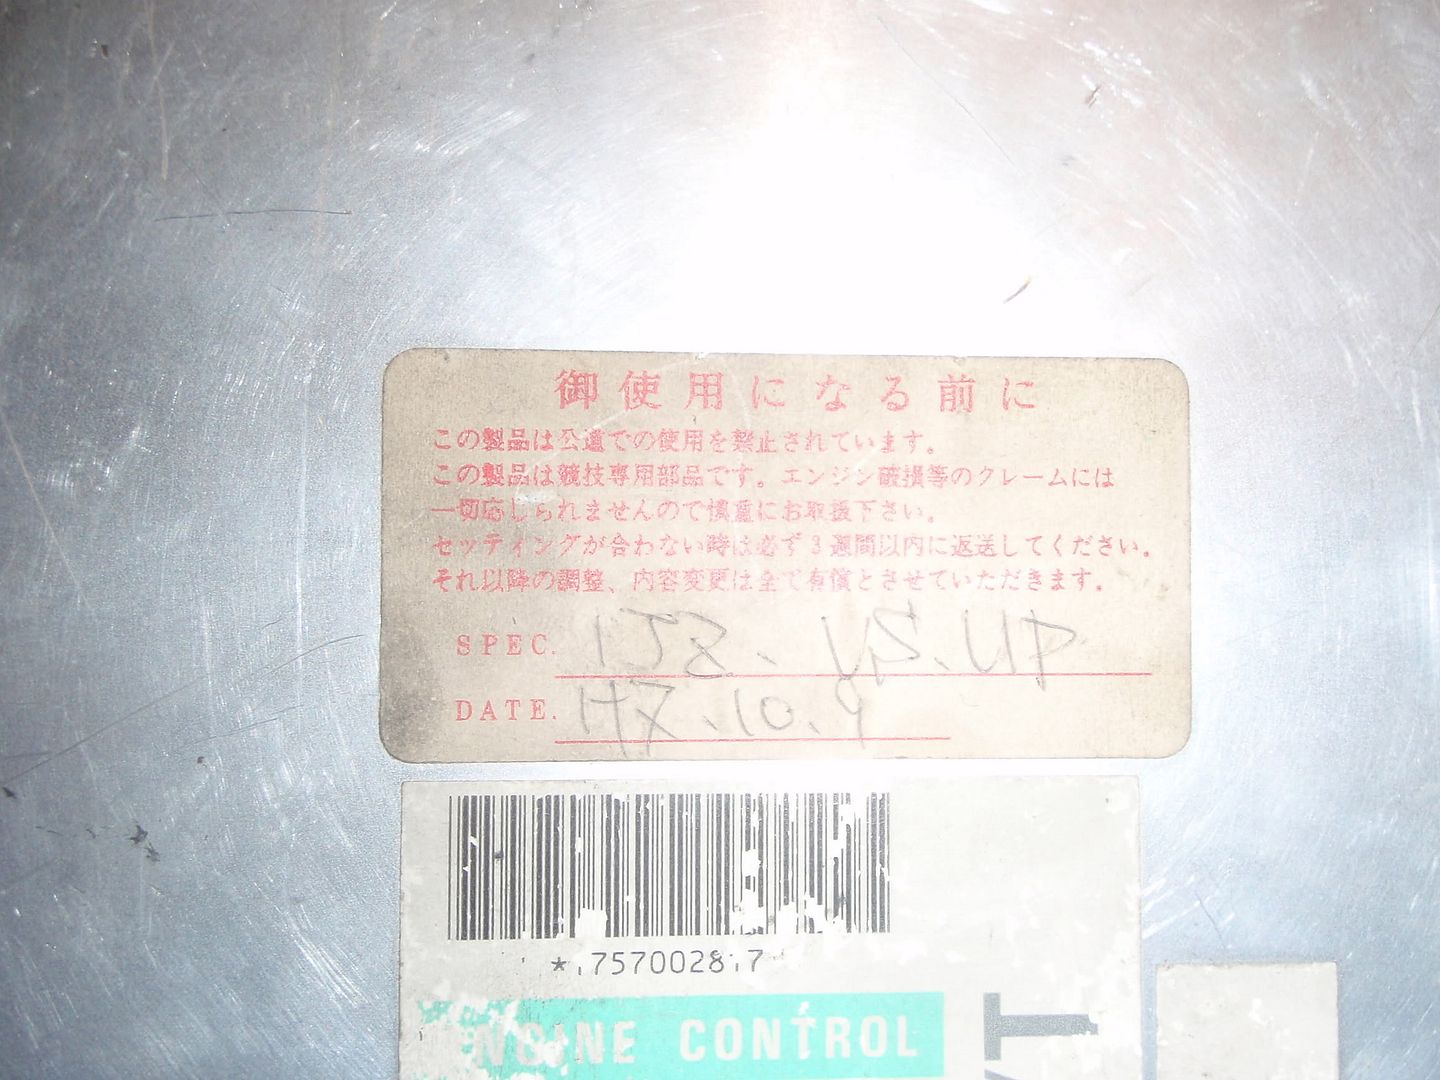 御使用になる前に
この製品は公道での使用を禁止されています。
この製品は競技専用部品です。エンジン破損等のクレームには
一切応じられませんので慎重にお取扱下さい。
セッティングが合わない時は必ず3週間以内に返送してください。
それ以降の調整、内容変更は全て有償とさせていただきます。
SPEC. UP
DATE. H7.10.9
7570028
ENGINE CONTROL